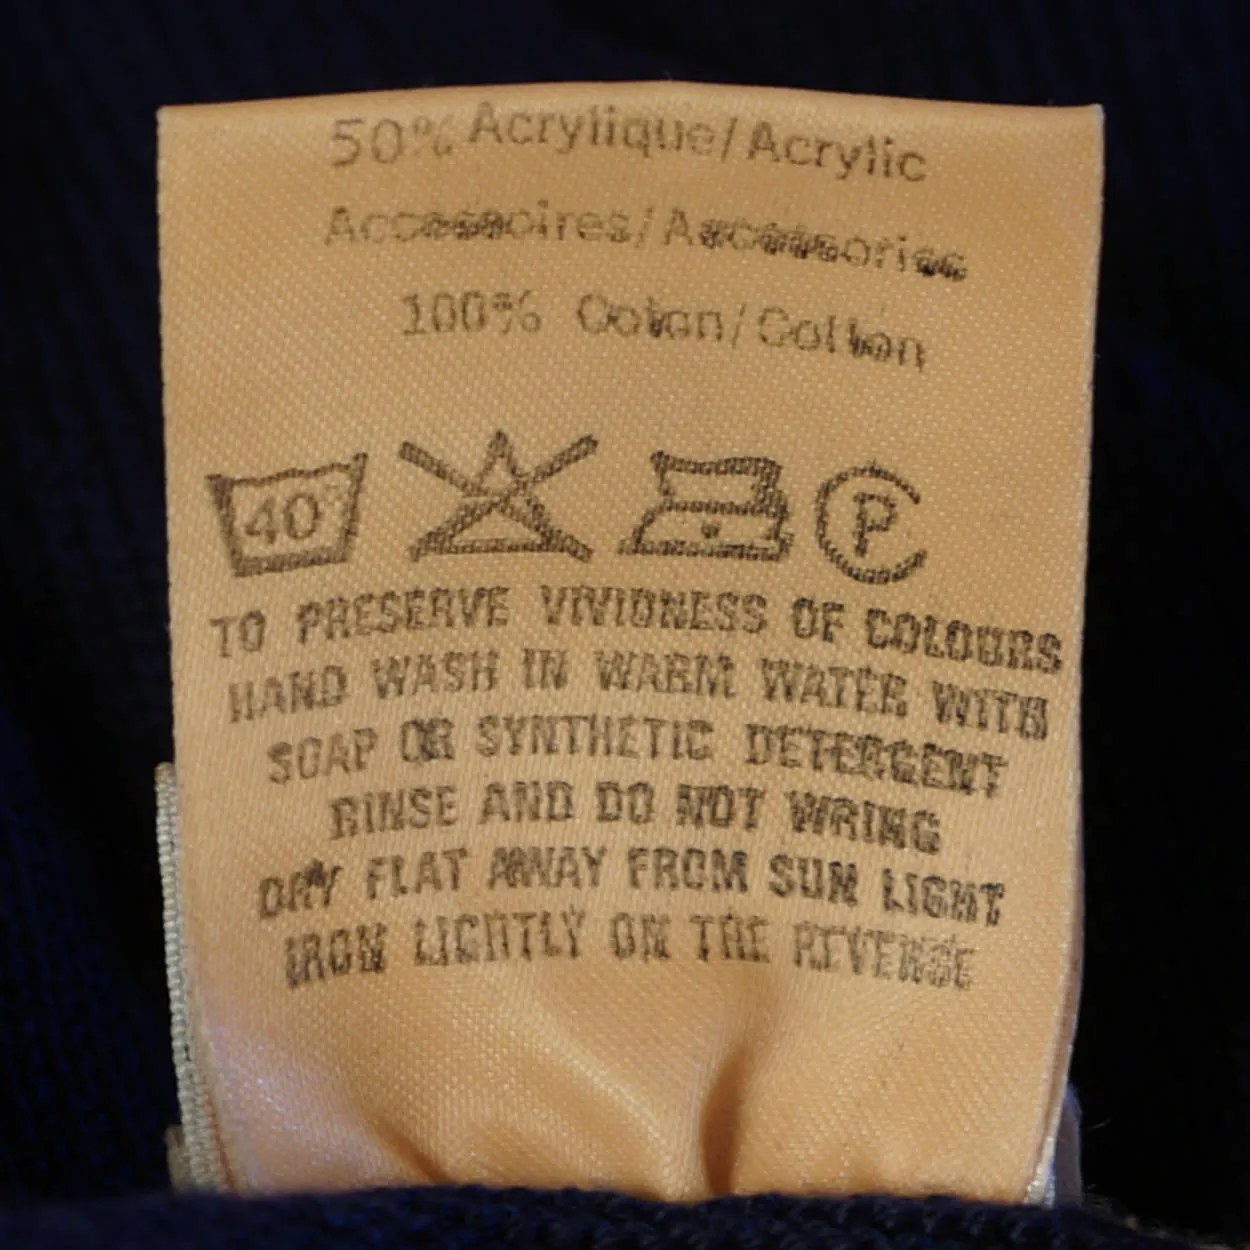 50% Acrylique/Acrylic
Accessoires/Accessories
100% Coton/Cotton
40° P
TO PRESERVE VIVIDNESS OF COLOURS
HAND WASH IN WARM WATER WITH
SOAP OR SYNTHETIC DETERGENT
RINSE AND DO NOT WRING
DRY FLAT AWAY FROM SUN LIGHT
IRON LIGHTLY ON THE REVERSE